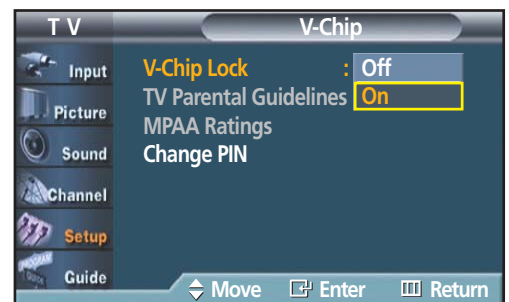 T V
V-Chip
Input
Picture
Sound
Channel
Setup
Guide
V-Chip Lock : Off
TV Parental Guidelines On
MPAA Ratings
Change PIN
Move Enter Return